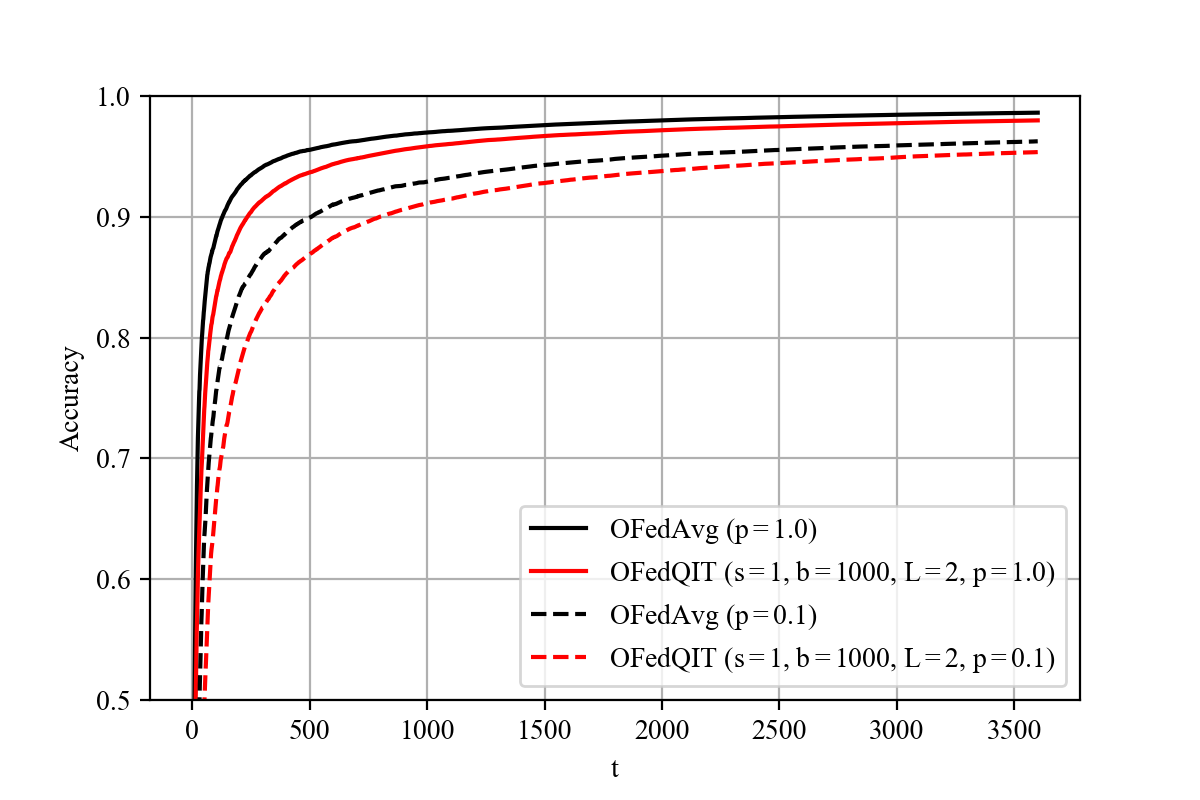 1.0
0.9
0.8
0.7
0.6
0.5
Accuracy
OFedAvg (p=1.0)
OFedQIT (s=1, b=1000, L=2, p=1.0)
OFedAvg (p=0.1)
OFedQIT (s=1, b=1000, L=2, p=0.1)
0 500 1000 1500 2000 2500 3000 3500
t